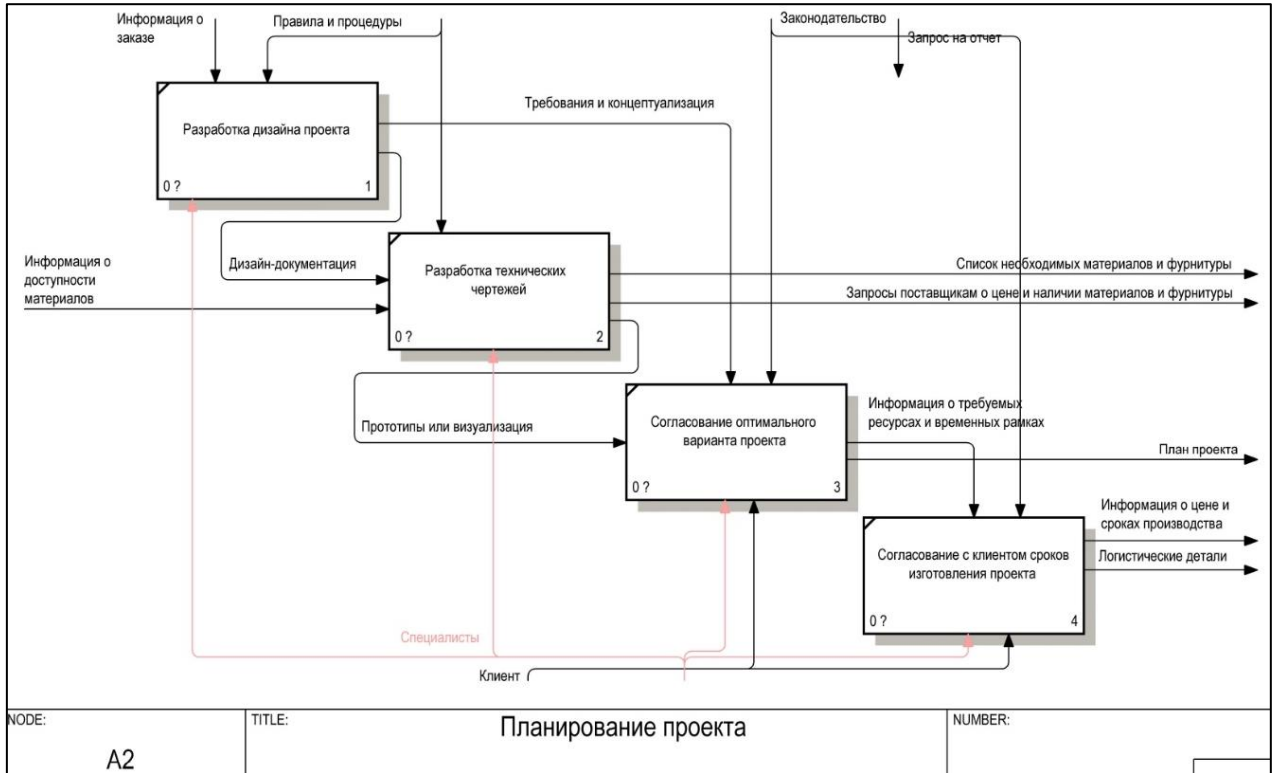 Информация о
заказе
Правила и процедуры
Законодательство
Запрос на отчет
Требования и концептуализация
Разработка дизайна проекта
0 ?
1
Информация о
доступности
материалов
Дизайн-документация
Разработка технических
чертежей
0 ?
2
Список необходимых материалов и фурнитуры
Запросы поставщикам о цене и наличии материалов и фурнитуры
Прототипы или визуализация
Согласование оптимального
варианта проекта
0 ?
3
Информация о требуемых
ресурсах и временных рамках
План проекта
Информация о цене и
сроках производства
Логистические детали
Согласование с клиентом сроков
изготовления проекта
0 ?
4
Специалисты
Клиент
NODE:
A2
TITLE:
Планирование проекта
NUMBER: